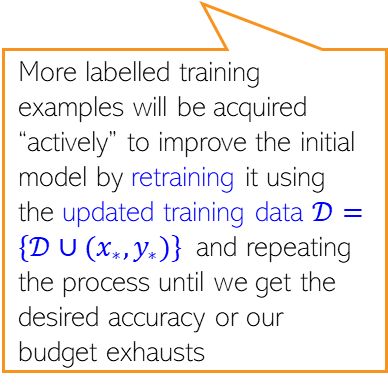 More labelled training
examples will be acquired
“actively” to improve the initial
model by retraining it using
the updated training data 𝒟 =
{𝒟 ∪ (x∗, y∗)} and repeating
the process until we get the
desired accuracy or our
budget exhausts